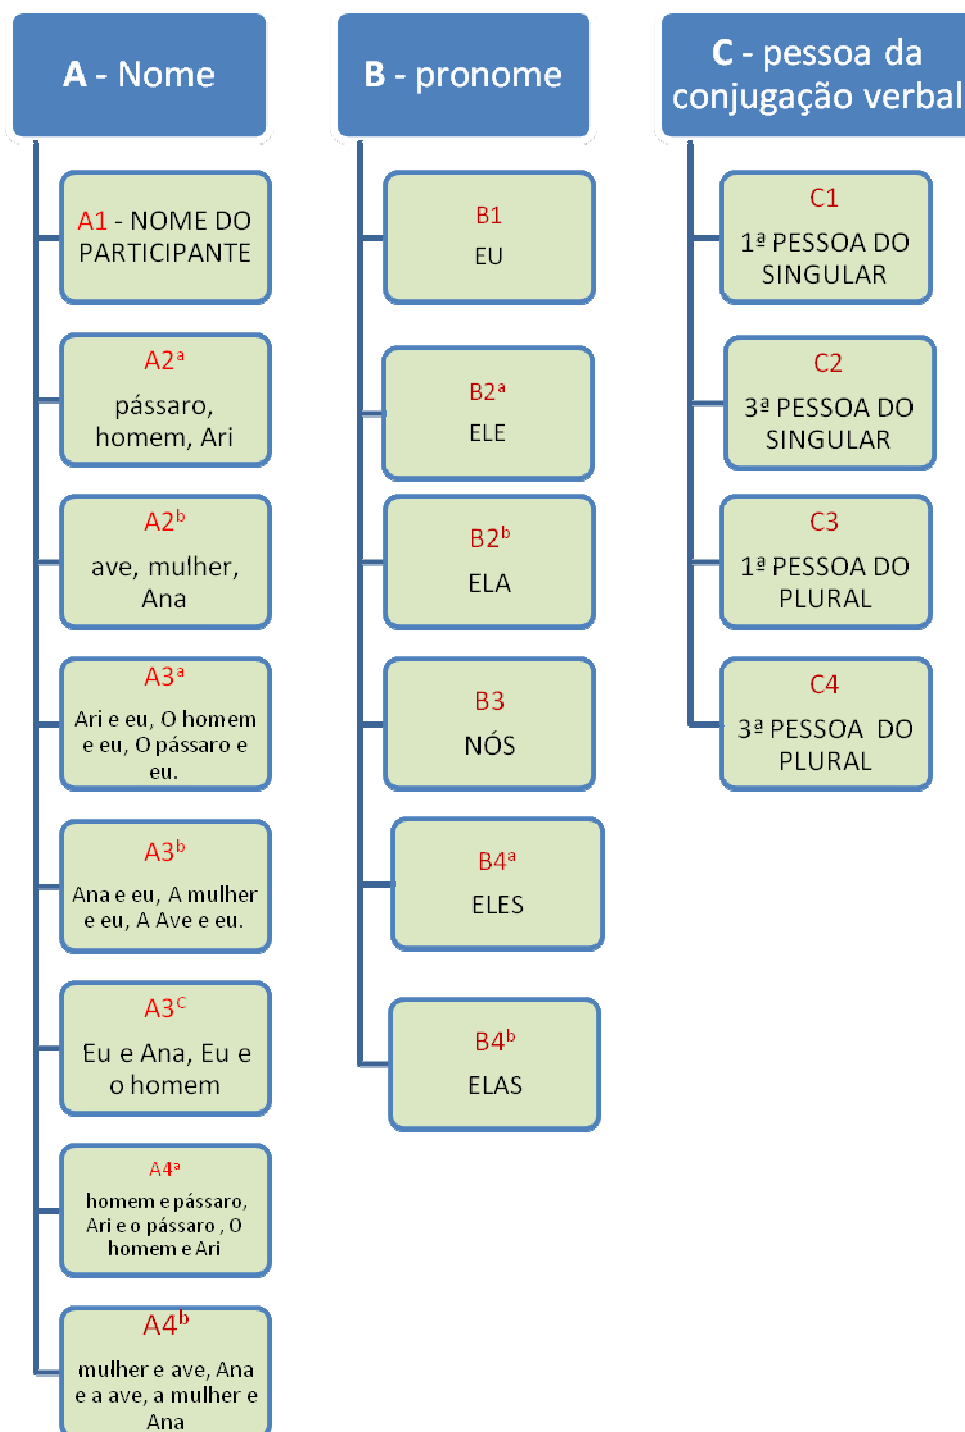 A - Nome
A1 - NOME DO
PARTICIPANTE
A2ª
pássaro,
homem, Ari
A2ᵇ
ave, mulher,
Ana
A3ª
Ari e eu, O homem
e eu, O pássaro e
eu.
A3ᵇ
Ana e eu, A mulher
e eu, A Ave e eu.
A3ᶜ
Eu e Ana, Eu e
o homem
A4ª
homem e pássaro,
Ari e o pássaro , O
homem e Ari
A4ᵇ
mulher e ave, Ana
e a ave, a mulher e
Ana
B - pronome
B1
EU
B2ª
ELE
B2ᵇ
ELA
B3
NÓS
B4ª
ELES
B4ᵇ
ELAS
C - pessoa da
conjugação verbal
C1
1ª PESSOA DO
SINGULAR
C2
3ª PESSOA DO
SINGULAR
C3
1ª PESSOA DO
PLURAL
C4
3ª PESSOA DO
PLURAL